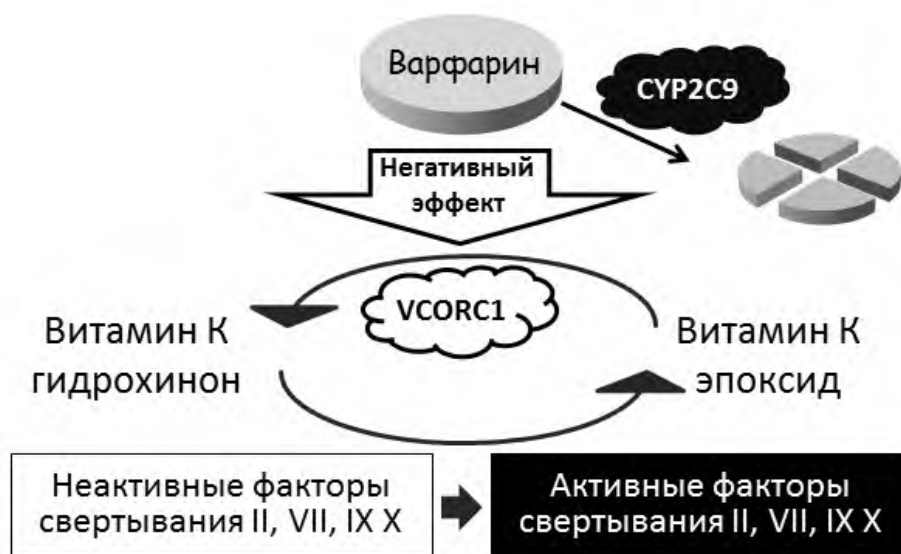 Варфарин
CYP2C9
Негативный
эффект
VCORC1
Витамин К
гидрохинон
Витамин К
эпоксид
Неактивные факторы
свертывания II, VII, IX X
Активные факторы
свертывания II, VII, IX X